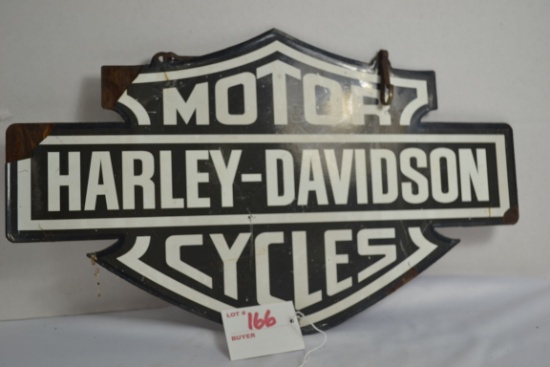 MOTOR
HARLEY-DAVIDSON
CYCLES
LOT # 166
BUYER